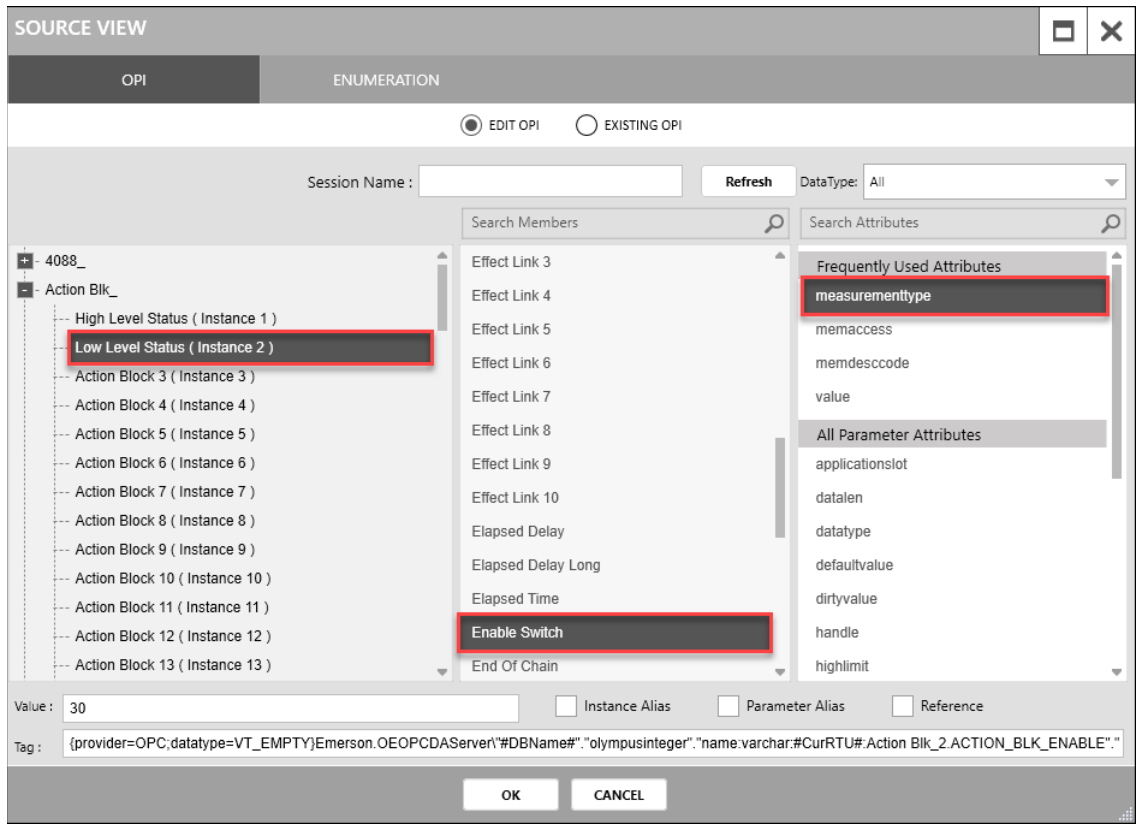 SOURCE VIEW
OPI
ENUMERATION
EDIT OPI
EXISTING OPI
Session Name :
Refresh
DataType:
All
Search Members
Search Attributes
4088_
Action Blk_
High Level Status ( Instance 1 )
Low Level Status ( Instance 2 )
Action Block 3 ( Instance 3 )
Action Block 4 ( Instance 4 )
Action Block 5 ( Instance 5 )
Action Block 6 ( Instance 6 )
Action Block 7 ( Instance 7 )
Action Block 8 ( Instance 8 )
Action Block 9 ( Instance 9 )
Action Block 10 ( Instance 10 )
Action Block 11 ( Instance 11 )
Action Block 12 ( Instance 12 )
Action Block 13 ( Instance 13 )
Effect Link 3
Effect Link 4
Effect Link 5
Effect Link 6
Effect Link 7
Effect Link 8
Effect Link 9
Effect Link 10
Elapsed Delay
Elapsed Delay Long
Elapsed Time
Enable Switch
End Of Chain
Frequently Used Attributes
measurementtype
memaccess
memdesccode
value
All Parameter Attributes
applicationslot
datalen
datatype
defaultvalue
dirtyvalue
handle
highlimit
Value :
30
Instance Alias
Parameter Alias
Reference
Tag :
{provider=OPC;datatype=VT_EMPTY}Emerson.OEOPCDAServer\"#DBName#"."olympusinteger"."name:varchar:#CurRTU#:Action Blk_2.ACTION_BLK_ENABLE"."
OK
CANCEL